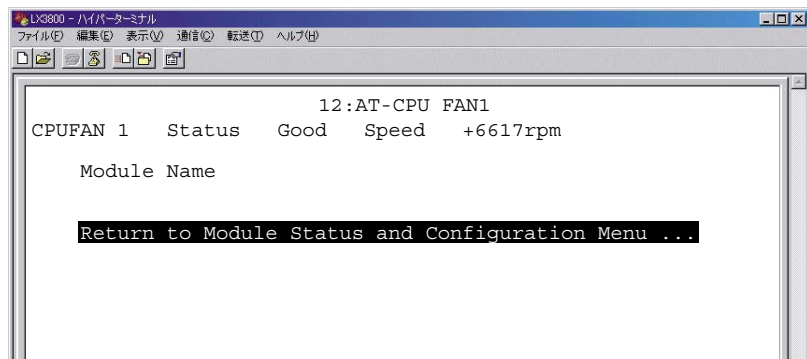 LX3800 - ハイパーターミナル
ファイル(F) 編集(E) 表示(V) 通信(C) 転送(T) ヘルプ(H)
12:AT-CPU FAN1
CPUFAN 1 Status Good Speed +6617rpm
Module Name
Return to Module Status and Configuration Menu ...